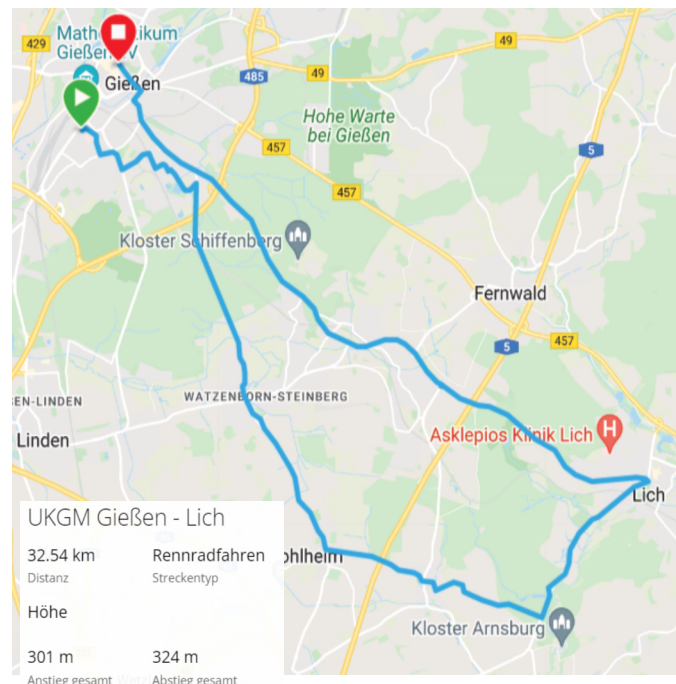 429
Gießen
485
49
49
Hohe Warte
bei Gießen
457
5
457
Kloster Schiffenberg
Fernwald
5
457
WATZENBORN-STEINBERG
Linden
Asklepios Klinik Lich
H
Lich
UKGM Gießen - Lich
32.54 km
Rennradfahren
Distanz
Streckentyp
Höhe
Kloster Arnsburg
301 m
324 m
Anstieg gesamt
Abstieg gesamt